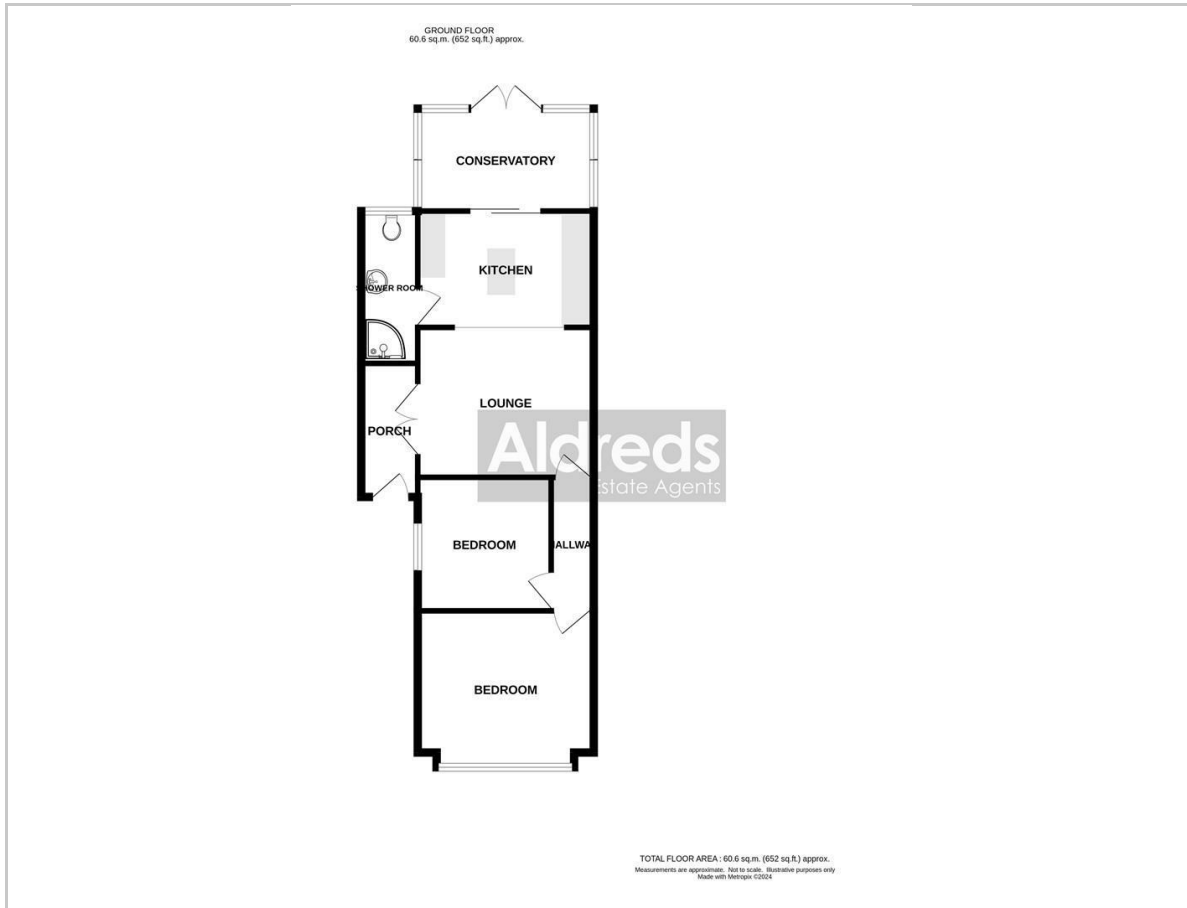 GROUND FLOOR
60.6 sq.m. (652 sq.ft.) approx.
CONSERVATORY
KITCHEN
SHOWER ROOM
LOUNGE
PORCH
Aldreds
Estate Agents
BEDROOM
HALLWA
BEDROOM
TOTAL FLOOR AREA : 60.6 sq.m. (652 sq.ft.) approx.
Measurements are approximate. Not to scale. Illustrative purposes only
Made with Metropix ©2024